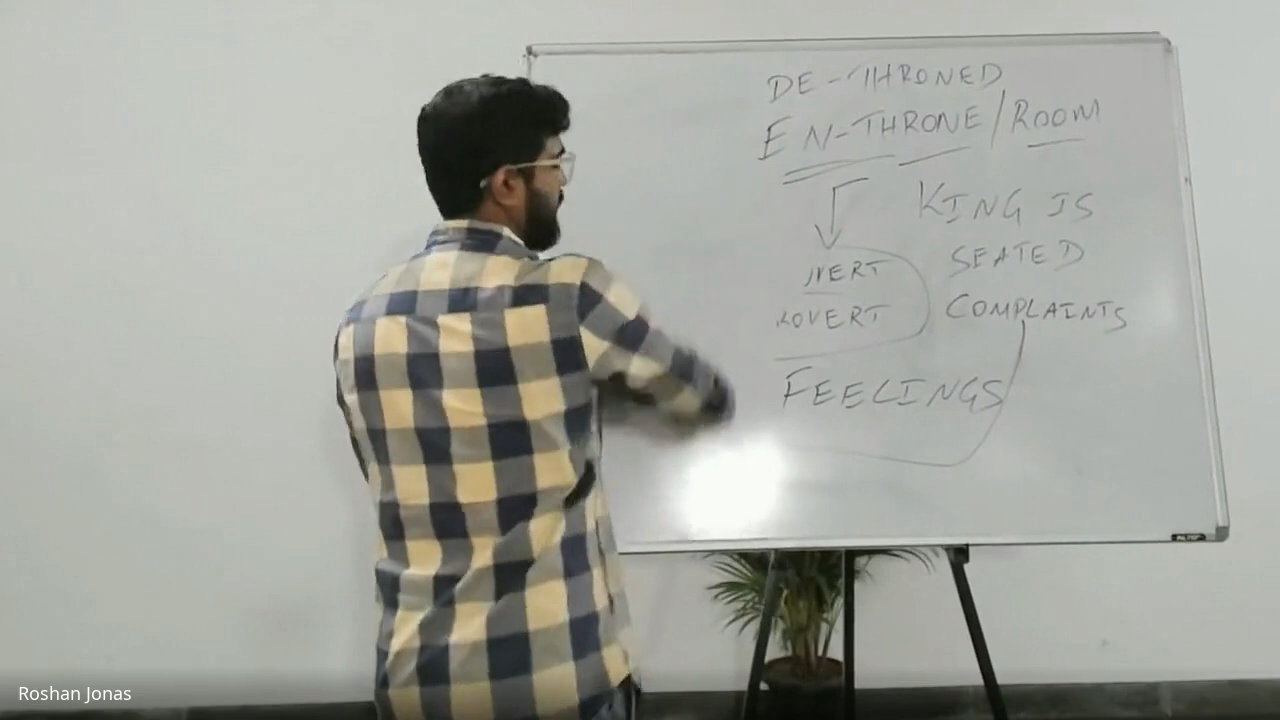 DE-THRONED
EN-THRONE/ROOM
KING IS
SEATED
COMPLAINTS
FEELINGS
Roshan Jonas